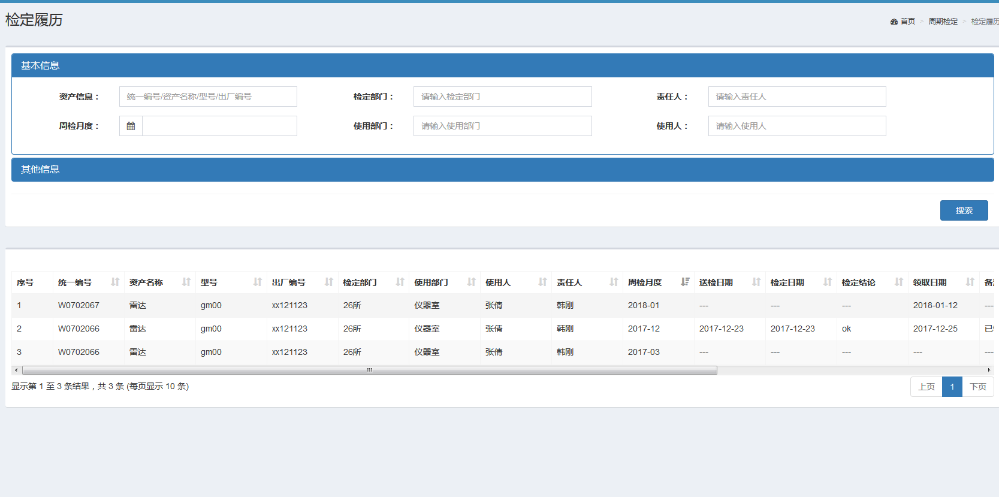 检定履历
首页 > 周期检定 > 检定履历
基本信息
资产信息： 统一编号/资产名称/型号/出厂编号 检定部门： 请输入检定部门 责任人： 请输入责任人
周检月度： 使用部门： 请输入使用部门 使用人： 请输入使用人
其他信息
搜索
序号 统一编号 资产名称 型号 出厂编号 检定部门 使用部门 使用人 责任人 周检月度 送检日期 检定日期 检定结论 领取日期 备
1 W0702067 雷达 gm00 xx121123 26所 仪器室 张倩 韩刚 2018-01 --- --- --- 2018-01-12 ---
2 W0702066 雷达 gm00 xx121123 26所 仪器室 张倩 韩刚 2017-12 2017-12-23 2017-12-23 ok 2017-12-25 已
3 W0702066 雷达 gm00 xx121123 26所 仪器室 张倩 韩刚 2017-03 --- --- --- --- ---
显示第 1 至 3 条结果，共 3 条 (每页显示 10 条)
上页 1 下页